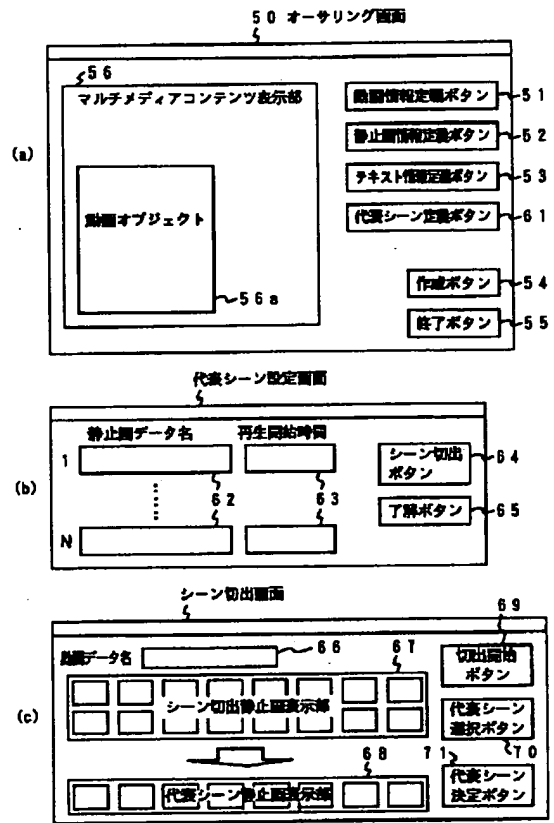 50 オーサリング画面
56
マルチメディアコンテンツ表示部
動画情報定義ボタン
51
静止画情報定義ボタン
52
(a)
テキスト情報定義ボタン
53
動画オブジェクト
代表シーン定義ボタン
61
作成ボタン
54
56a
終了ボタン
55
代表シーン設定画面
静止画データ名
再生開始時間
1
シーン切出
ボタン
64
(b)
62
63
了解ボタン
65
N
シーン切出画面
69
動画データ名
66
67
切出開始
ボタン
シーン切出静止画表示部
(c)
代表シーン
選択ボタン
68
71
70
代表シーン静止画表示部
代表シーン
決定ボタン